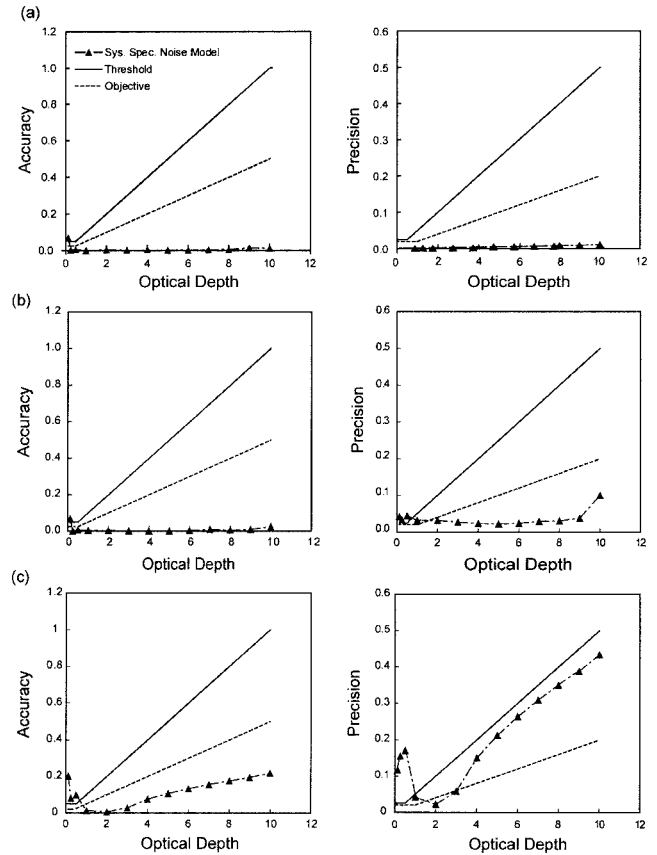 (a)
1.2
1.0
0.8
0.6
0.4
0.2
0.0
Accuracy
Sys. Spec. Noise Model
Threshold
Objective
0 2 4 6 8 10 12
Optical Depth
0.6
0.5
0.4
0.3
0.2
0.1
0.0
Precision
0 2 4 6 8 10 12
Optical Depth
(b)
1.2
1.0
0.8
0.6
0.4
0.2
0.0
Accuracy
0 2 4 6 8 10 12
Optical Depth
0.6
0.5
0.4
0.3
0.2
0.1
0.0
Precision
0 2 4 6 8 10 12
Optical Depth
(c)
1.2
1
0.8
0.6
0.4
0.2
0
Accuracy
0 2 4 6 8 10 12
Optical Depth
0.6
0.5
0.4
0.3
0.2
0.1
0
Precision
0 2 4 6 8 10 12
Optical Depth